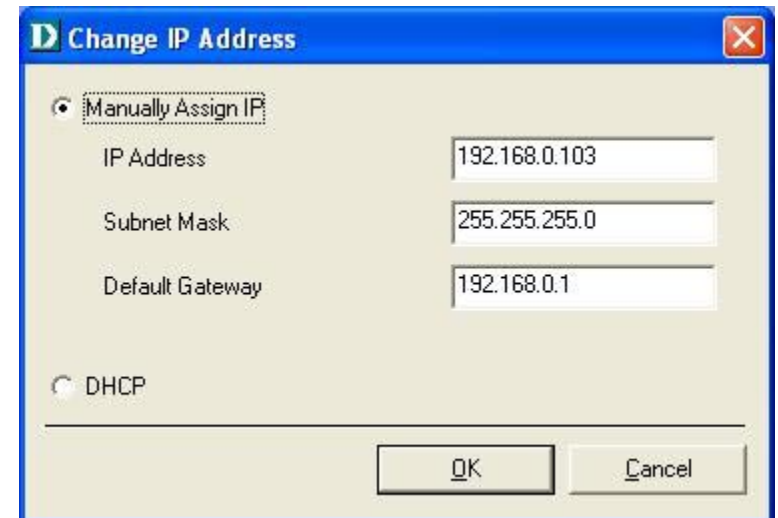 D Change IP Address
Manually Assign IP
IP Address 192.168.0.103
Subnet Mask 255.255.255.0
Default Gateway 192.168.0.1
DHCP
OK Cancel